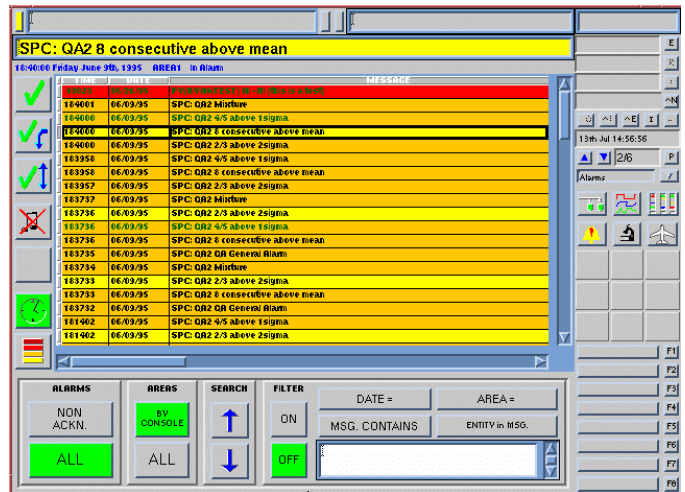 SPC: QA2 8 consecutive above mean
18:40:00 Friday June 9th, 1995 AREA1 In Alarm
TIME DATE MESSAGE
184001 06/09/95 SPC: QA2 Mixture
184000 06/09/95 SPC: QA2 4/5 above 1sigma
184000 06/09/95 SPC: QA2 8 consecutive above mean
184000 06/09/95 SPC: QA2 2/3 above 2sigma
183958 06/09/95 SPC: QA2 4/5 above 1sigma
183958 06/09/95 SPC: QA2 8 consecutive above mean
183957 06/09/95 SPC: QA2 2/3 above 2sigma
183737 06/09/95 SPC: QA2 Mixture
183736 06/09/95 SPC: QA2 2/3 above 2sigma
183736 06/09/95 SPC: QA2 4/5 above 1sigma
183736 06/09/95 SPC: QA2 8 consecutive above mean
183735 06/09/95 SPC: QA2 QA General Alarm
183734 06/09/95 SPC: QA2 Mixture
183733 06/09/95 SPC: QA2 2/3 above 2sigma
183733 06/09/95 SPC: QA2 8 consecutive above mean
183732 06/09/95 SPC: QA2 QA General Alarm
181402 06/09/95 SPC: QA2 4/5 above 1sigma
181402 06/09/95 SPC: QA2 2/3 above 2sigma
ALARMS
NON
ACKN.
ALL
AREAS
BY
CONSOLE
ALL
SEARCH
FILTER
ON
OFF
DATE =
AREA =
MSG. CONTAINS
ENTITY in MSG.
E
^N
^E
13th Jul 14:56:56
2/6
P
Alarms
F1
F2
F3
F4
F5
F6
F7
F8